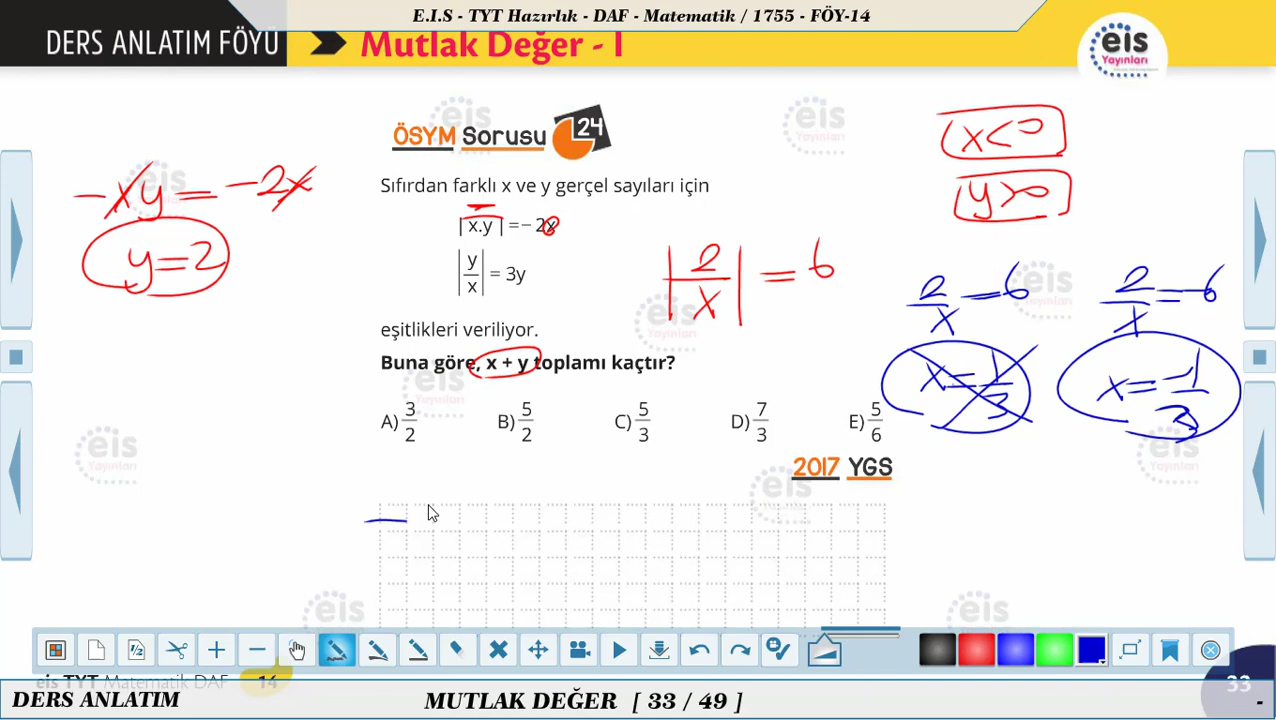 E.I.S - TYT Hazırlık - DAF - Matematik / 1755 - FÖY-14
DERS ANLATIM FÖYÜ
Mutlak Değer - I
eis
Yayınları
ÖSYM Sorusu 24
Sıfırdan farklı x ve y gerçel sayıları için
|x.y| = - 2x
|y/x| = 3y
eşitlikleri veriliyor.
Buna göre, x + y toplamı kaçtır?
A) 3/2 B) 5/2 C) 5/3 D) 7/3 E) 5/6
2017 YGS
-xy = -2x
y=2
|2/x| = 6
x<0
y>0
2/x = 6
x = 1/3
2/x = -6
x = -1/3
eis TYT Matematik DAF 14
33
DERS ANLATIM MUTLAK DEĞER [ 33 / 49 ] -